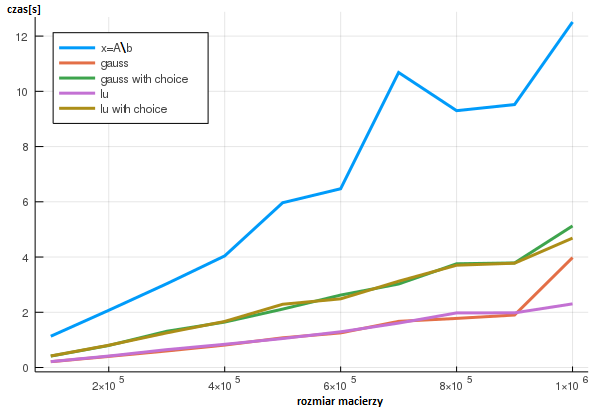 czas[s]
12
10
8
6
4
2
0
x=A\b
gauss
gauss with choice
lu
lu with choice
2×10 5
4×10 5
6×10 5
8×10 5
1×10 6
rozmiar macierzy